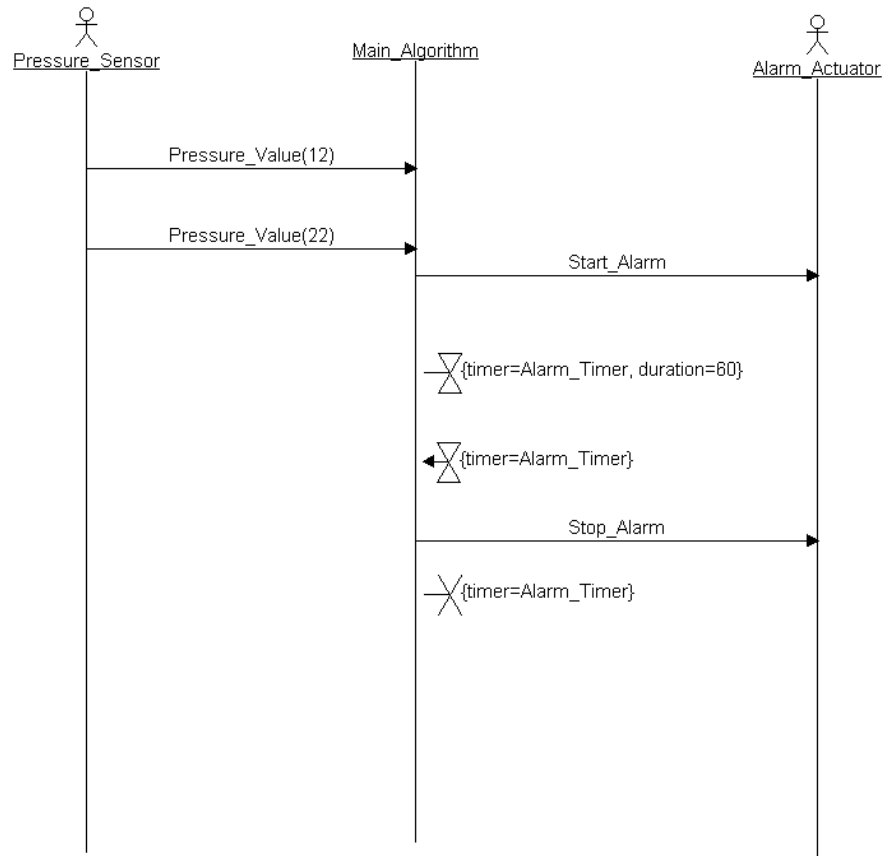 Pressure_Sensor
Main_Algorithm
Alarm_Actuator
Pressure_Value(12)
Pressure_Value(22)
Start_Alarm
{timer=Alarm_Timer, duration=60}
{timer=Alarm_Timer}
Stop_Alarm
{timer=Alarm_Timer}